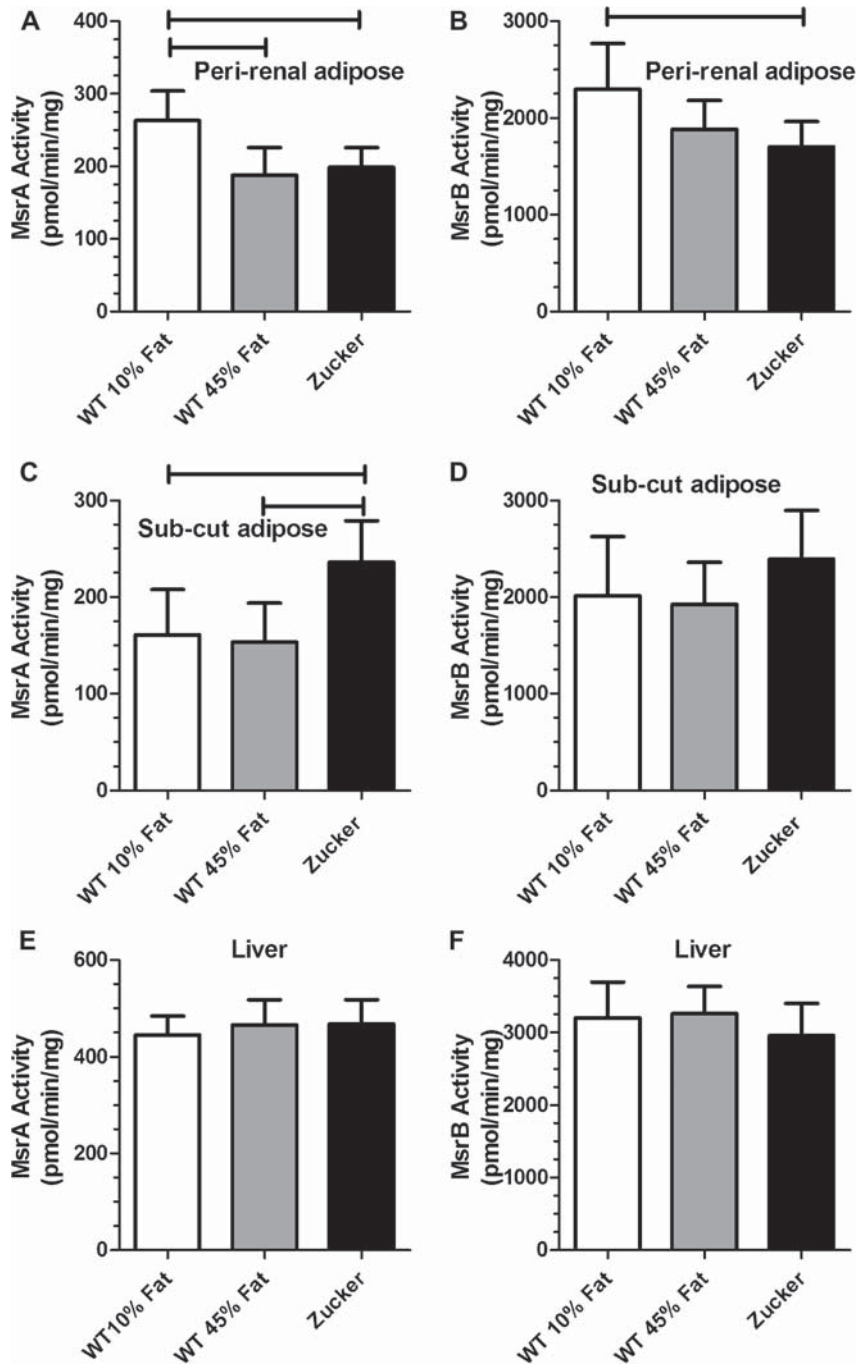 A
Peri-renal adipose
MsrA Activity
(pmol/min/mg)
400
300
200
100
0
WT 10% Fat
WT 45% Fat
Zucker
B
Peri-renal adipose
MsrB Activity
(pmol/min/mg)
3000
2000
1000
0
WT 10% Fat
WT 45% Fat
Zucker
C
Sub-cut adipose
MsrA Activity
(pmol/min/mg)
300
200
100
0
WT 10% Fat
WT 45% Fat
Zucker
D
Sub-cut adipose
MsrB Activity
(pmol/min/mg)
3000
2000
1000
0
WT 10% Fat
WT 45% Fat
Zucker
E
Liver
MsrA Activity
(pmol/min/mg)
600
400
200
0
WT10% Fat
WT 45% Fat
Zucker
F
Liver
MsrB Activity
(pmol/min/mg)
4000
3000
2000
1000
0
WT 10% Fat
WT 45% Fat
Zucker